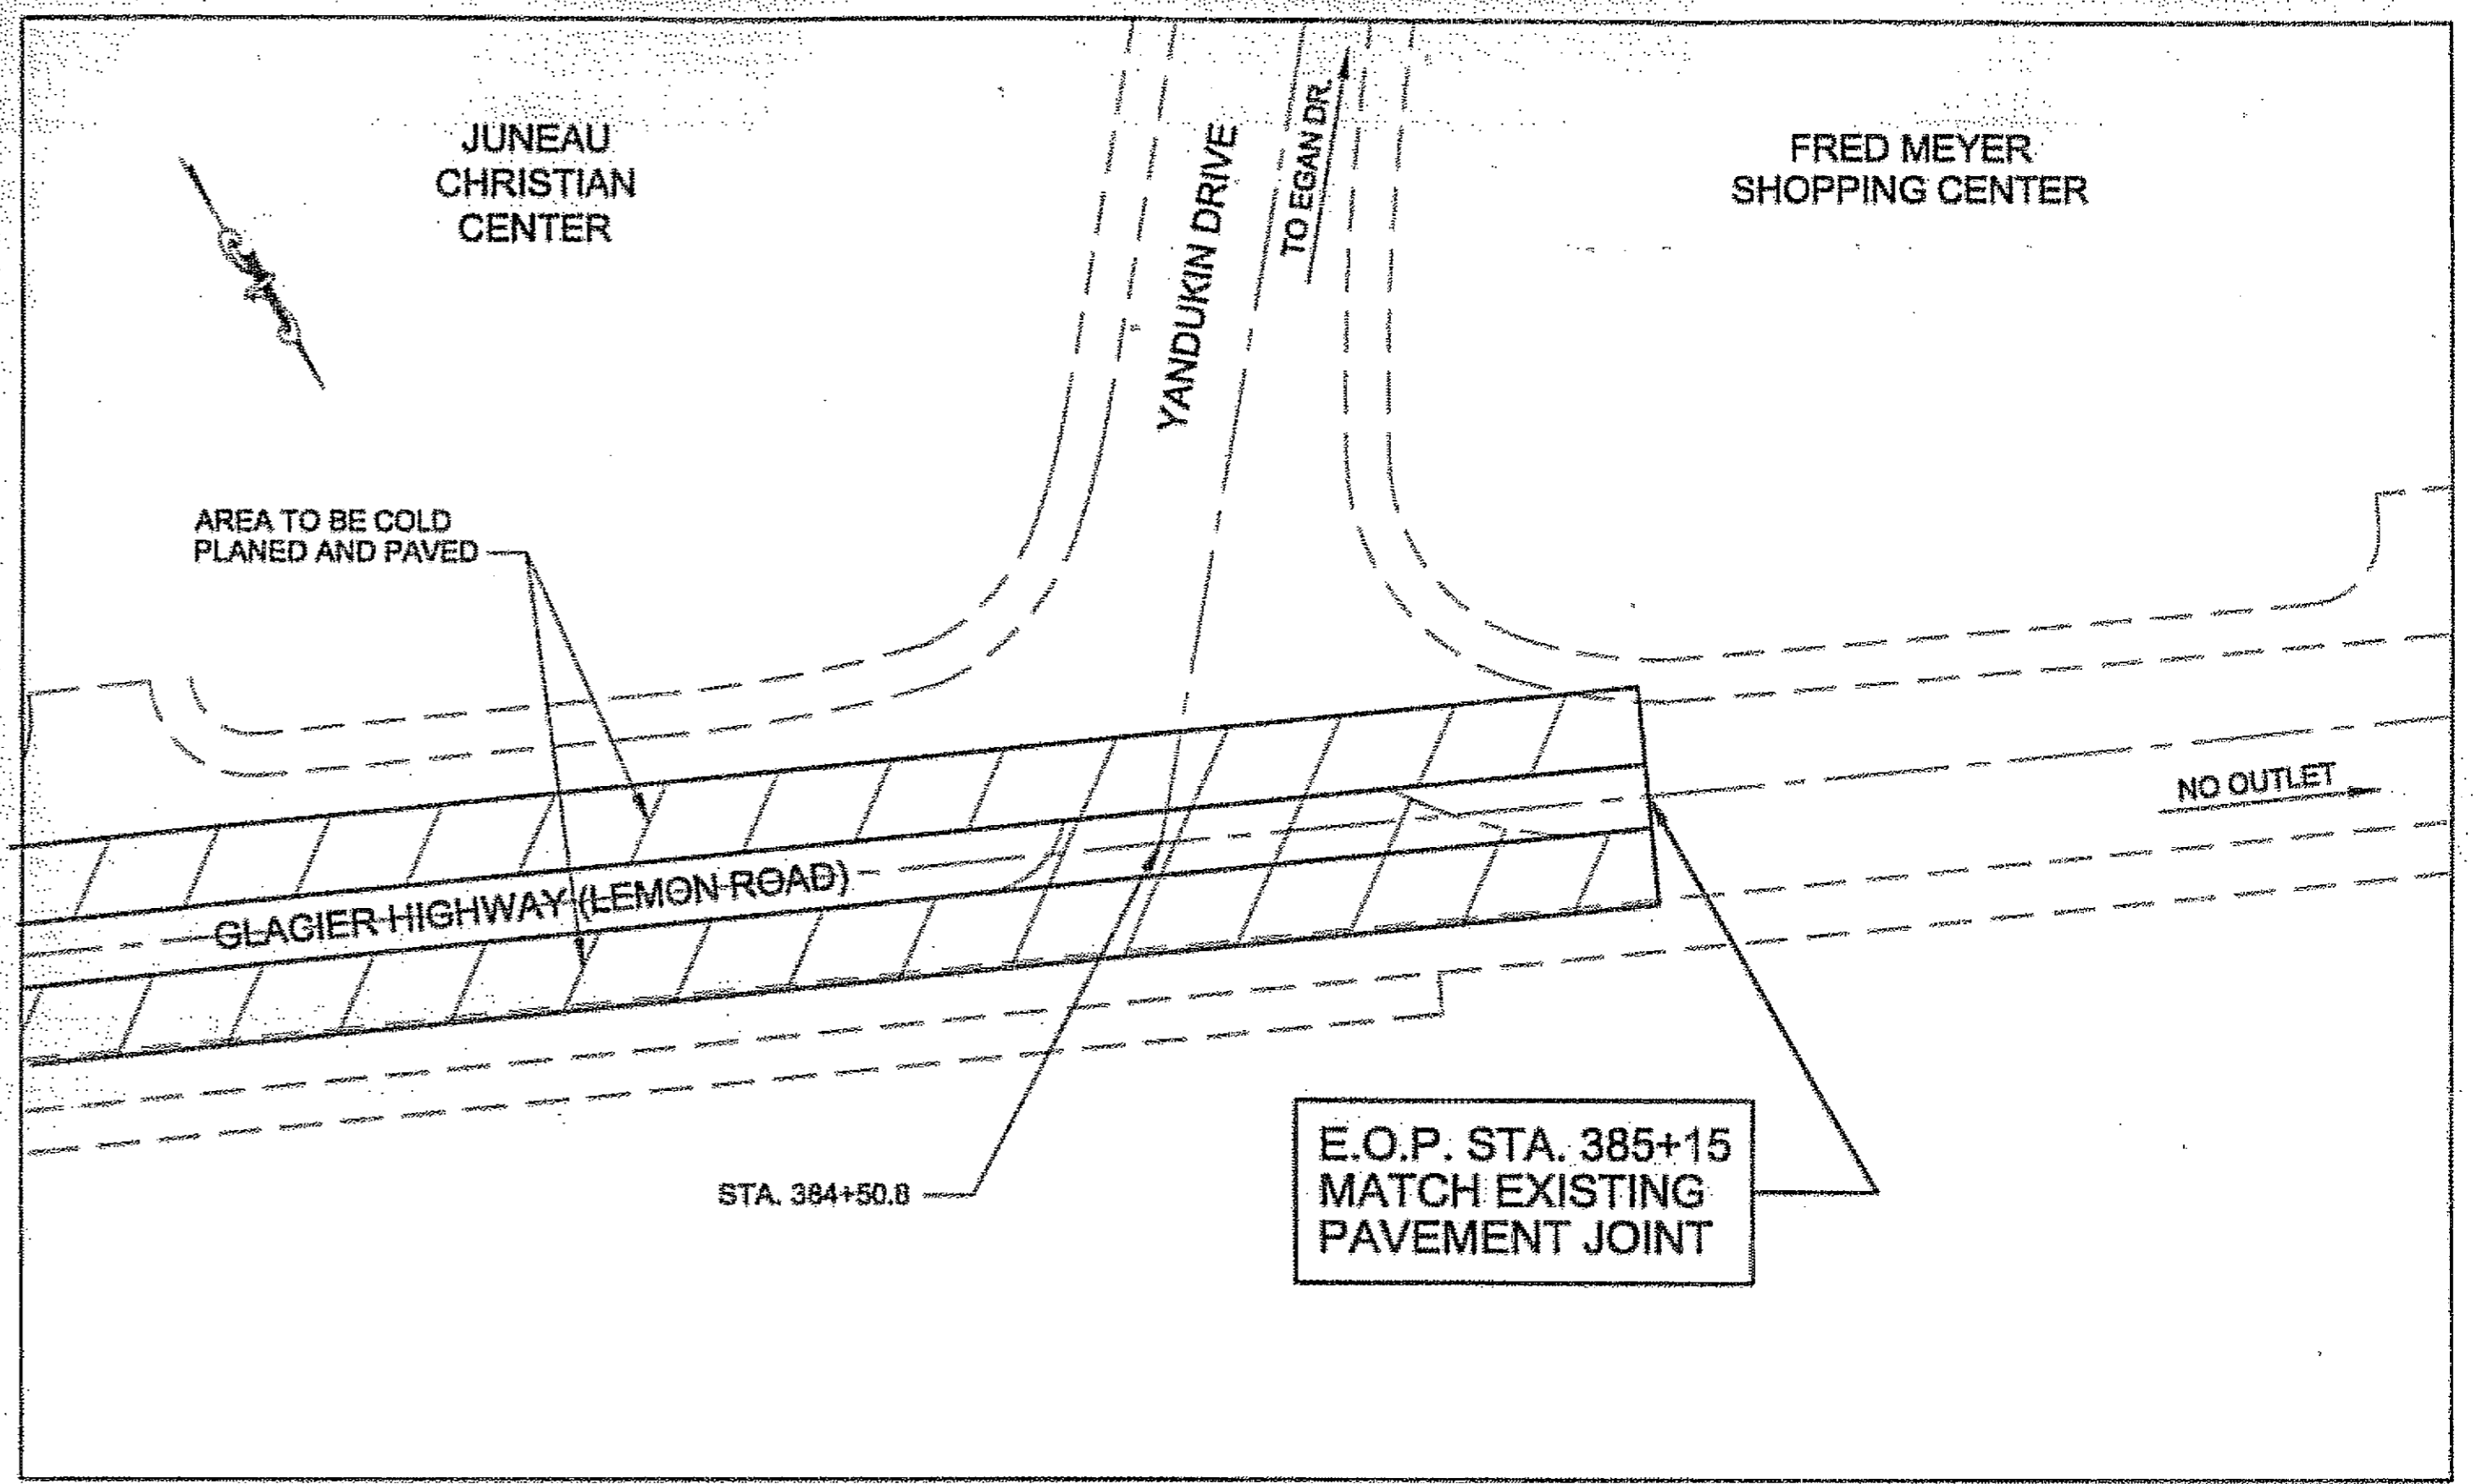 JUNEAU
CHRISTIAN
CENTER
YANDUKIN DRIVE
TO EGAN DR.
FRED MEYER
SHOPPING CENTER
AREA TO BE COLD
PLANED AND PAVED
GLACIER HIGHWAY (LEMON ROAD)
NO OUTLET
STA. 384+50.8
E.O.P. STA. 385+15
MATCH EXISTING
PAVEMENT JOINT